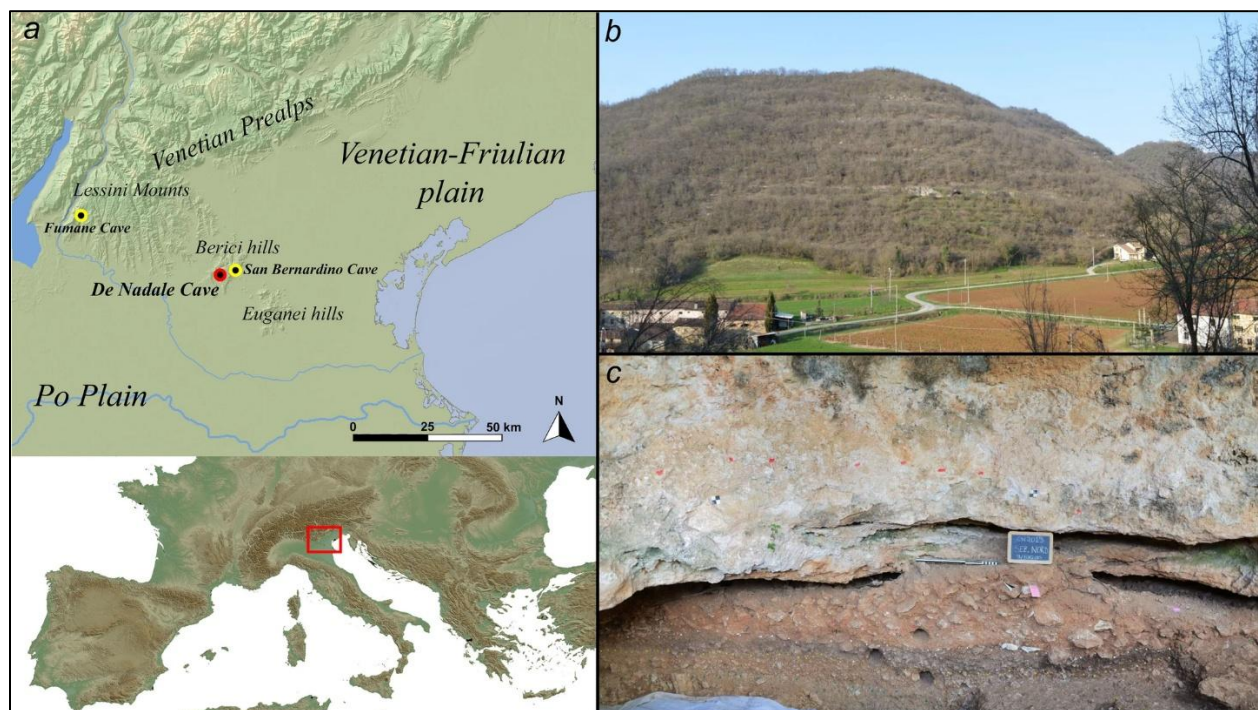 a
Venetian Prealps
Venetian-Friulian
plain
Lessini Mounts
Fumane Cave
Berici hills
San Bernardino Cave
De Nadale Cave
Euganei hills
Po Plain
N
0 25 50 km
b
c